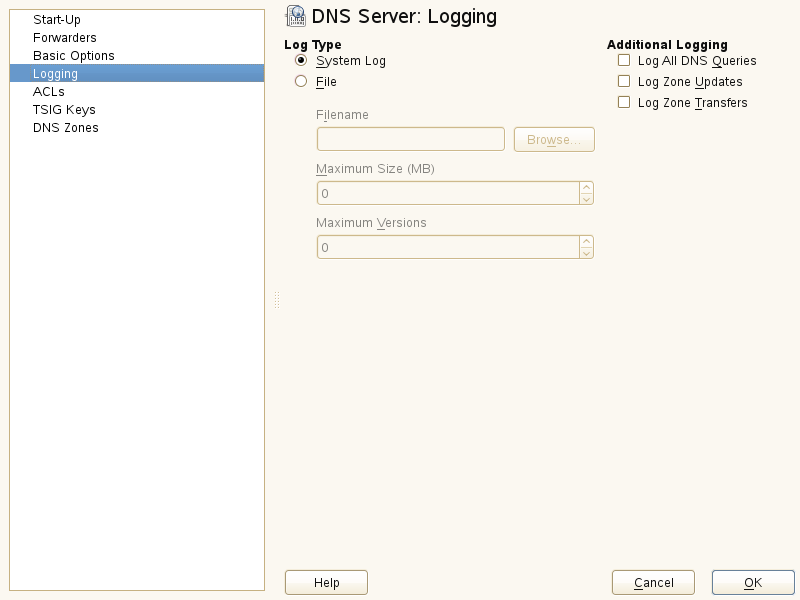 Start-Up
Forwarders
Basic Options
Logging
ACLs
TSIG Keys
DNS Zones
DNS Server: Logging
Log Type
System Log
File
Filename
Browse...
Maximum Size (MB)
0
Maximum Versions
0
Additional Logging
Log All DNS Queries
Log Zone Updates
Log Zone Transfers
Help
Cancel
OK